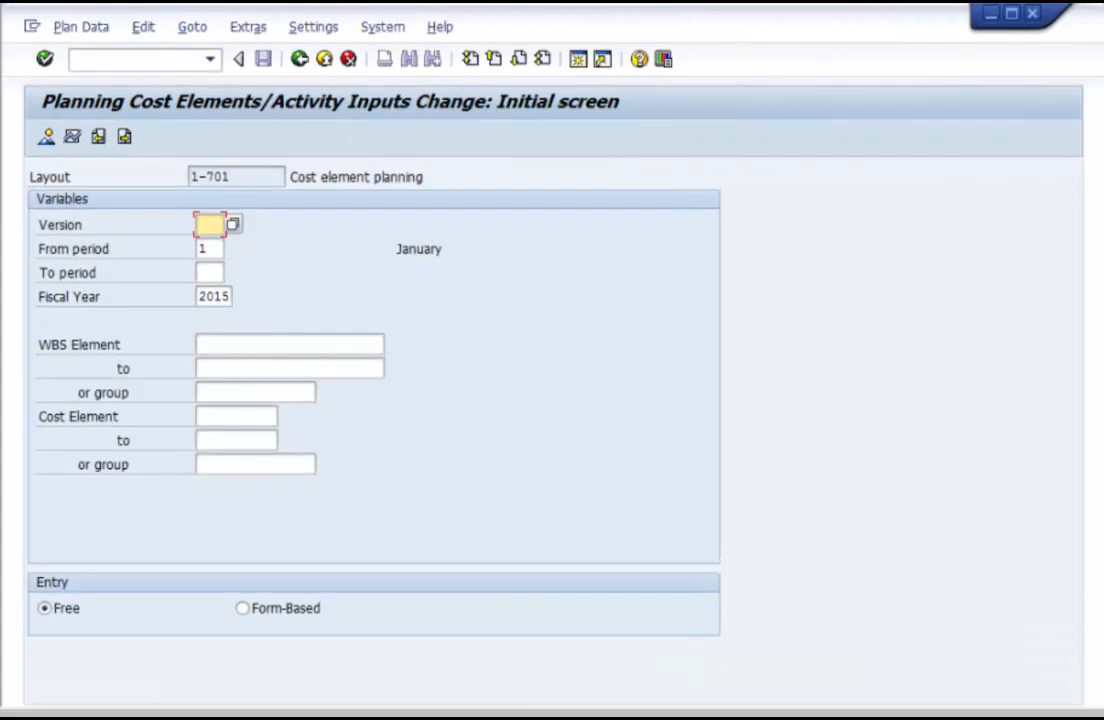 Plan Data Edit Goto Extras Settings System Help
Planning Cost Elements/Activity Inputs Change: Initial screen
Layout 1-701 Cost element planning
Variables
Version
From period 1 January
To period
Fiscal Year 2015
WBS Element
to
or group
Cost Element
to
or group
Entry
Free Form-Based